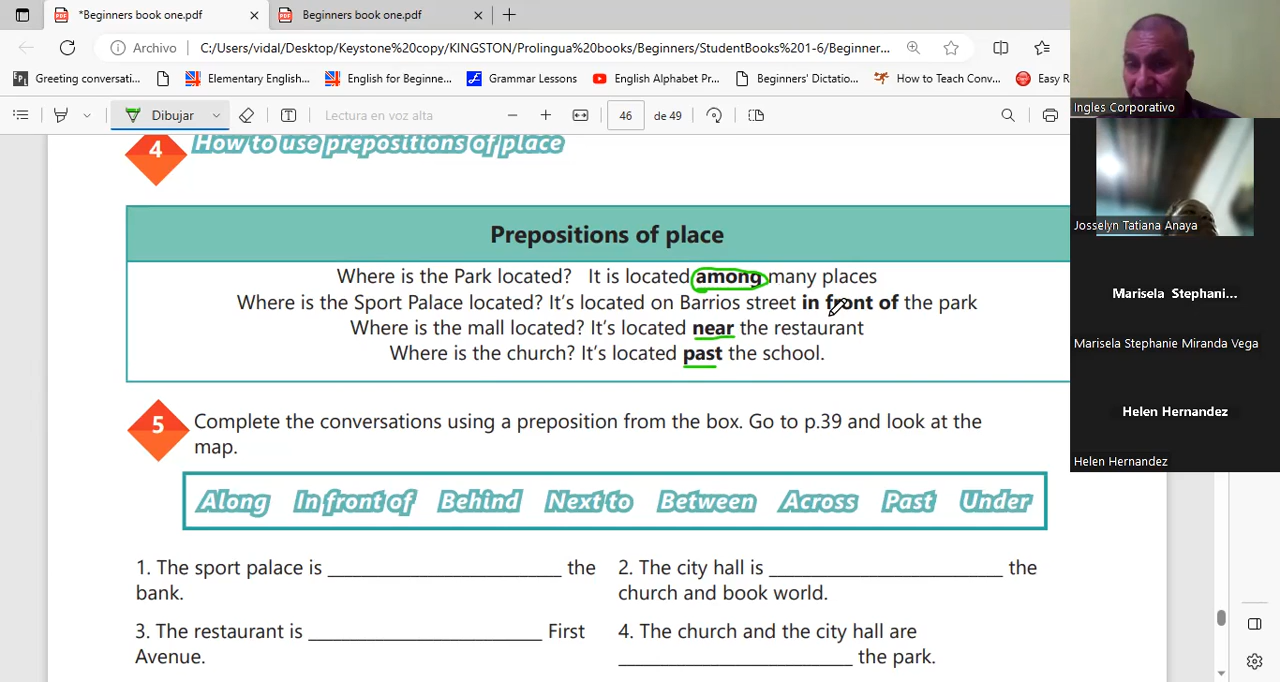 *Beginners book one.pdf
Beginners book one.pdf
Archivo
C:/Users/vidal/Desktop/Keystone%20copy/KINGSTON/Prolingua%20books/Beginners/StudentBooks%201-6/Beginner...
Greeting conversati...
Elementary English...
English for Beginne...
Grammar Lessons
English Alphabet Pr...
Beginners' Dictatio...
How to Teach Conv...
Easy R
Dibujar
Lectura en voz alta
46
de 49
4
How to use prepositions of place
Prepositions of place
Where is the Park located? It is located among many places
Where is the Sport Palace located? It's located on Barrios street in front of the park
Where is the mall located? It's located near the restaurant
Where is the church? It's located past the school.
5
Complete the conversations using a preposition from the box. Go to p.39 and look at the
map.
Along In front of Behind Next to Between Across Past Under
1. The sport palace is ________________________ the
bank.
2. The city hall is ________________________ the
church and book world.
3. The restaurant is ________________________ First
Avenue.
4. The church and the city hall are
________________________ the park.
Ingles Corporativo
Josselyn Tatiana Anaya
Marisela Stephani...
Marisela Stephanie Miranda Vega
Helen Hernandez
Helen Hernandez